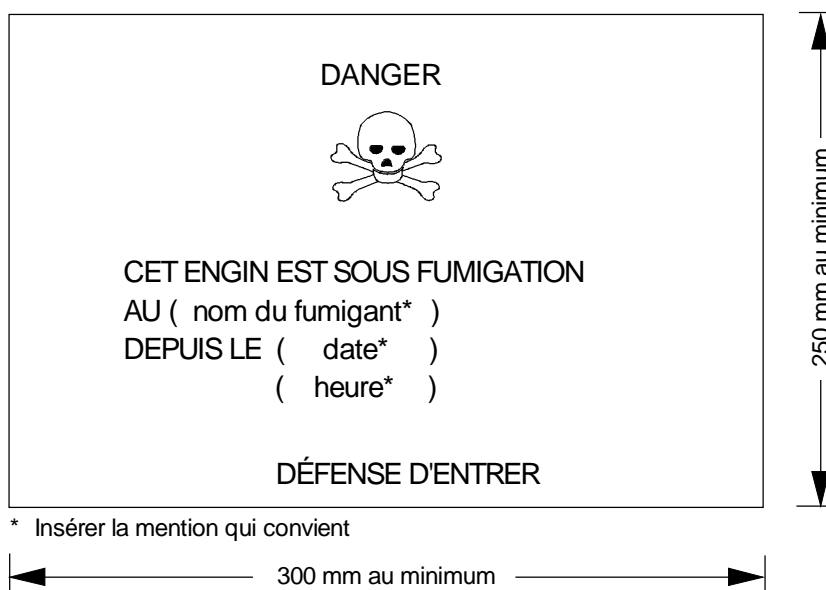 DANGER
CET ENGIN EST SOUS FUMIGATION
AU ( nom du fumigant* )
DEPUIS LE ( date* )
( heure* )
DÉFENSE D'ENTRER
* Insérer la mention qui convient
300 mm au minimum
250 mm au minimum